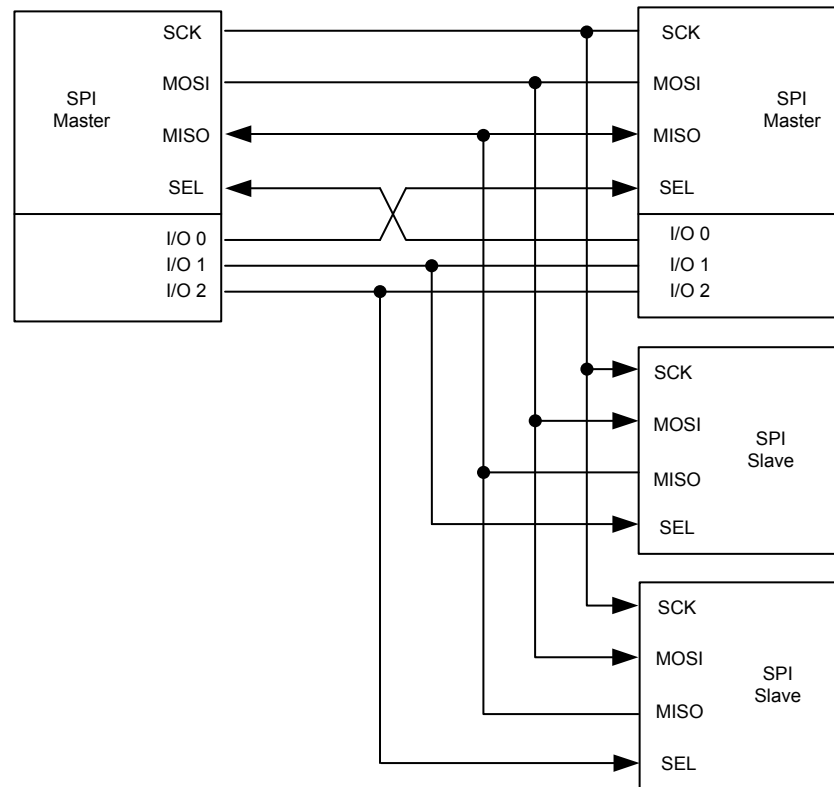 SCK
MOSI
SPI
Master
MISO
SEL
I/O 0
I/O 1
I/O 2
SCK
MOSI
SPI
Master
MISO
SEL
I/O 0
I/O 1
I/O 2
SCK
MOSI
SPI
Slave
MISO
SEL
SCK
MOSI
SPI
Slave
MISO
SEL